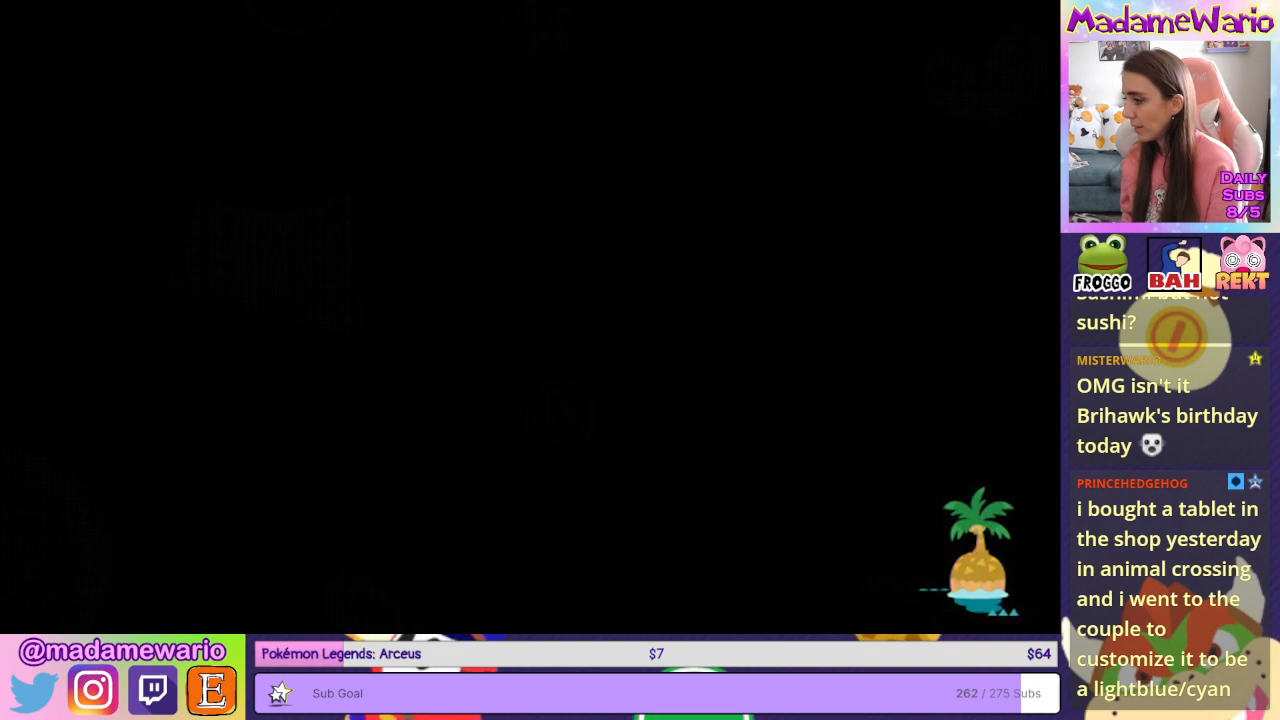 MadameWario
Daily
Subs
8/5
FROGGO
BAH
REKT
sushi?
OMG isn't it
Brihawk's birthday
today
PRINCEHEDGEHOG
i bought a tablet in
the shop yesterday
in animal crossing
and i went to the
couple to
customize it to be
a lightblue/cyan
@madamewario
E
Pokémon Legends: Arceus
$7
$64
Sub Goal
262 / 275 Subs